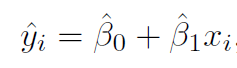 ŷᵢ = β̂₀ + β̂₁xᵢ.